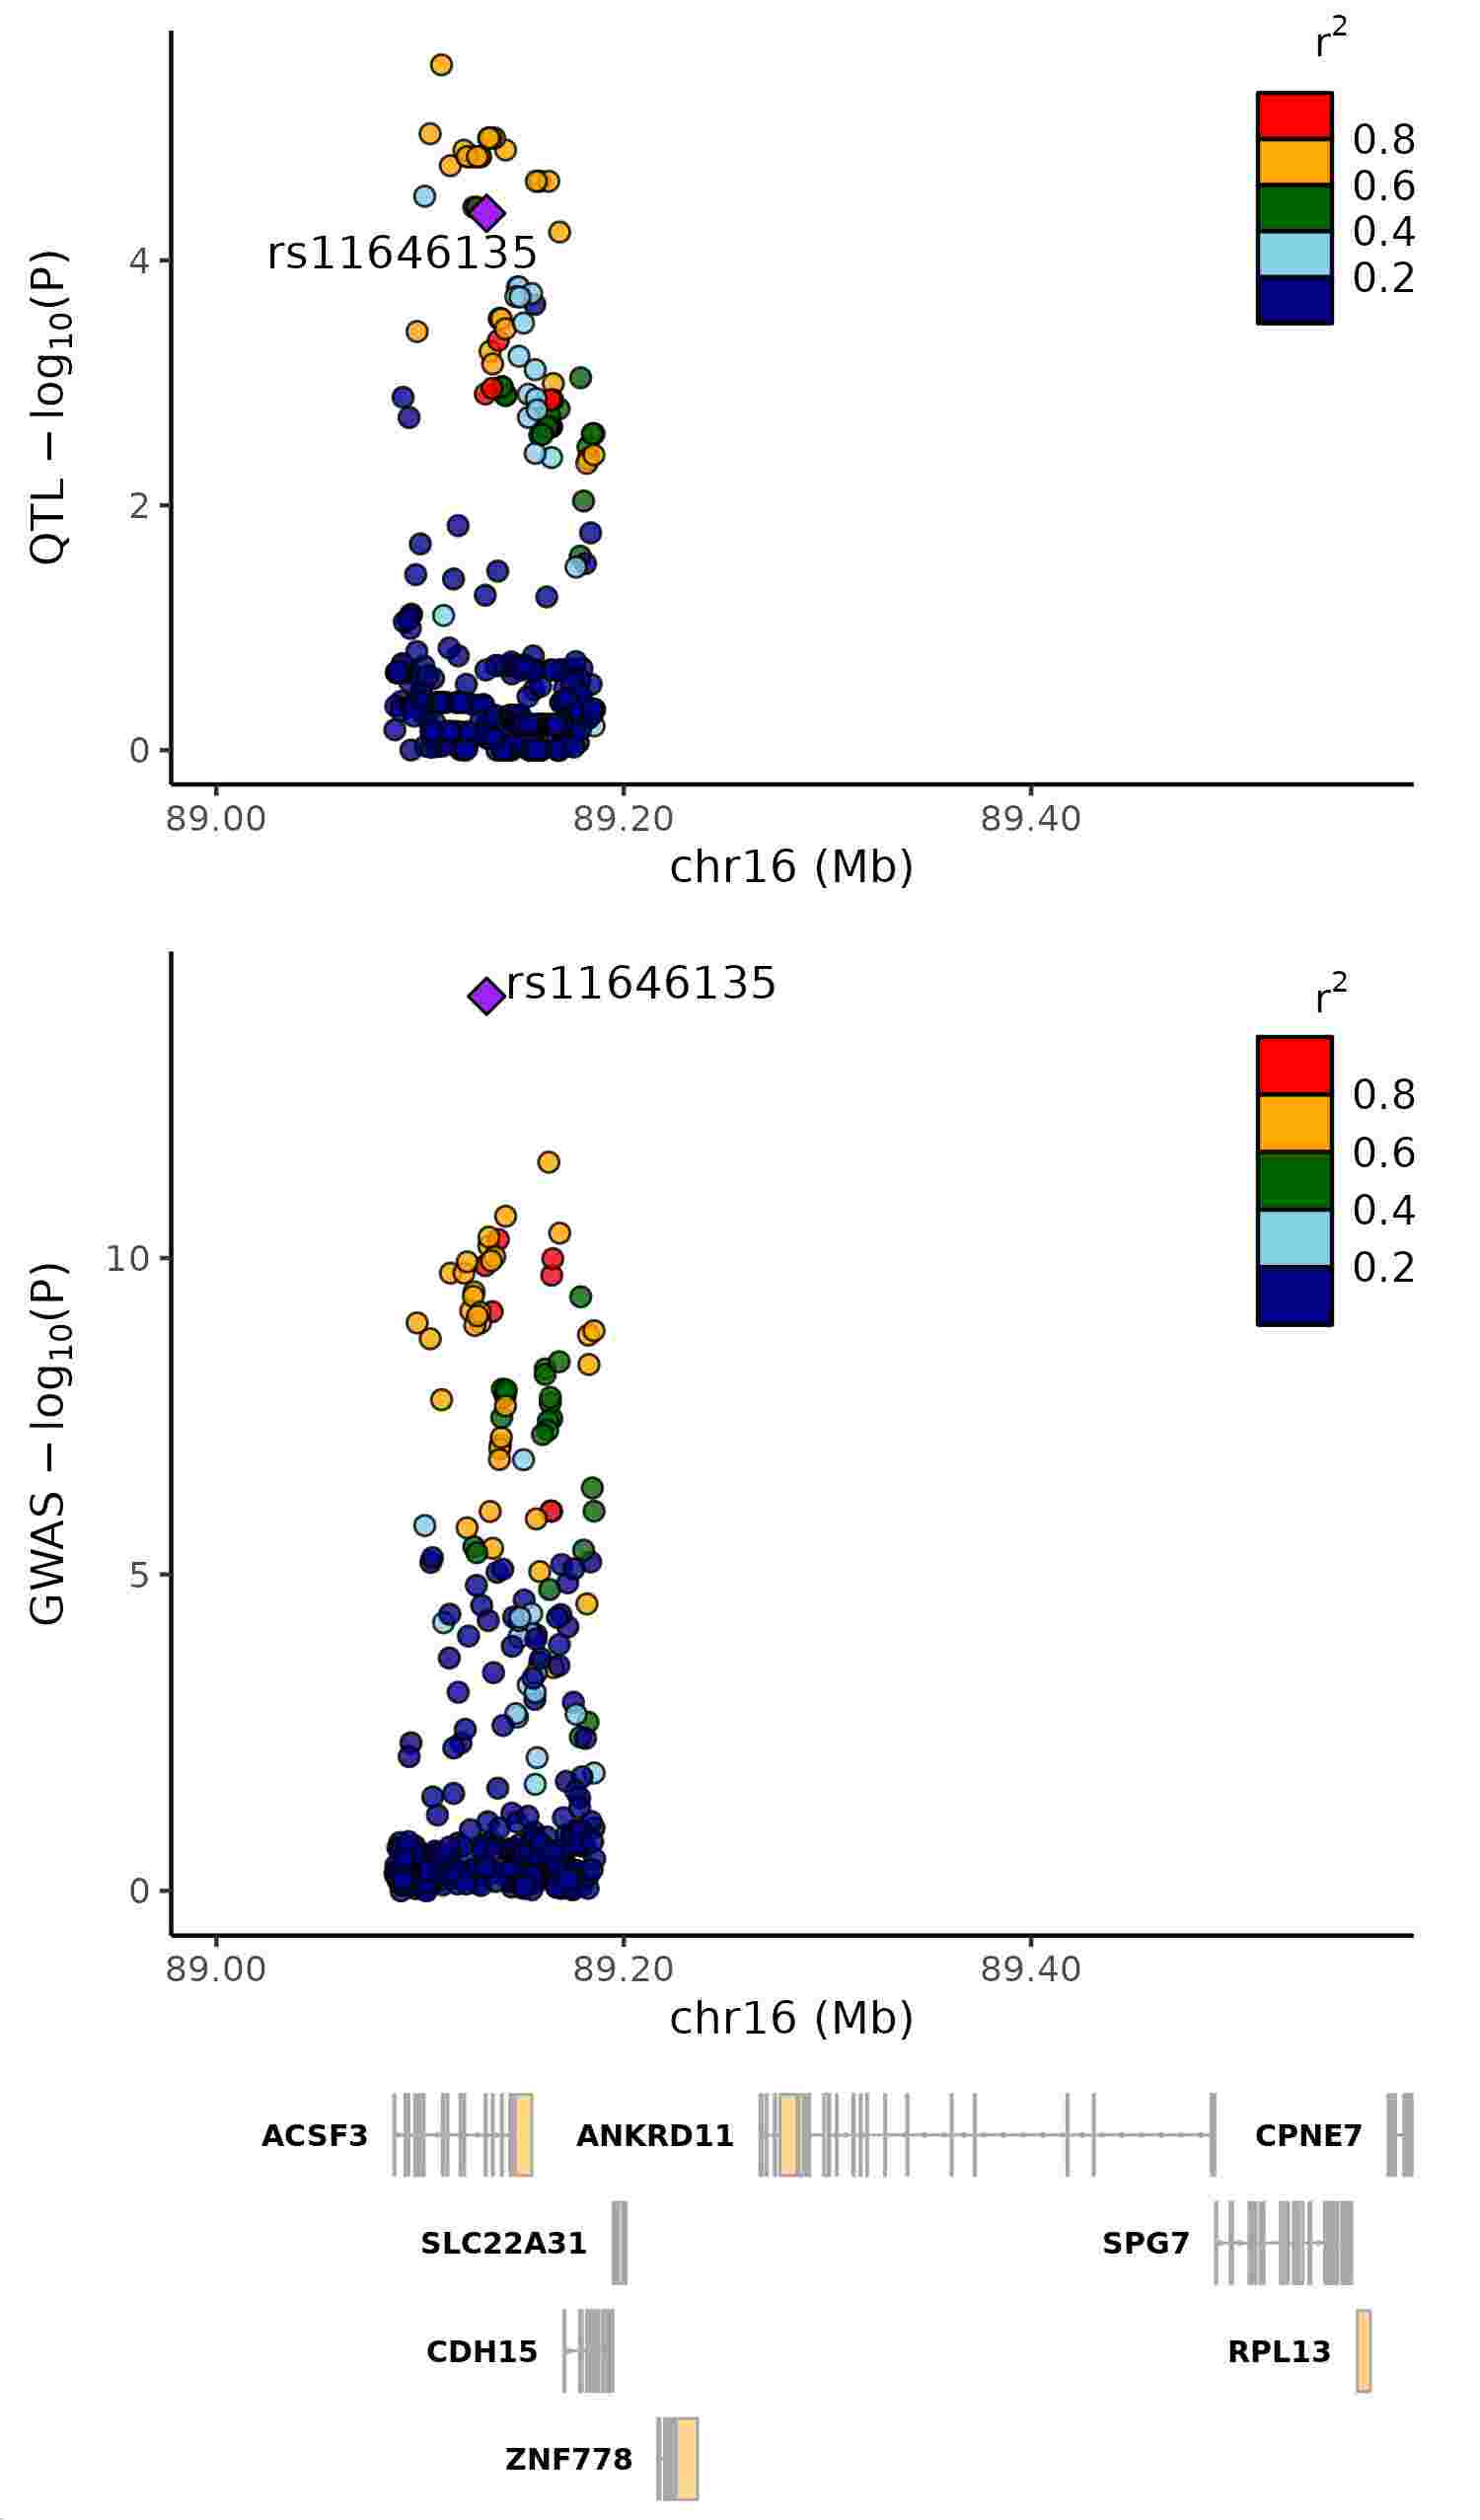 r²
0.8
0.6
0.4
0.2
QTL −log₁₀(P)
4
2
0
rs11646135
89.00 89.20 89.40
chr16 (Mb)
rs11646135
r²
0.8
0.6
0.4
0.2
GWAS −log₁₀(P)
10
5
0
89.00 89.20 89.40
chr16 (Mb)
ACSF3 ANKRD11 CPNE7
SLC22A31 SPG7
CDH15 RPL13
ZNF778